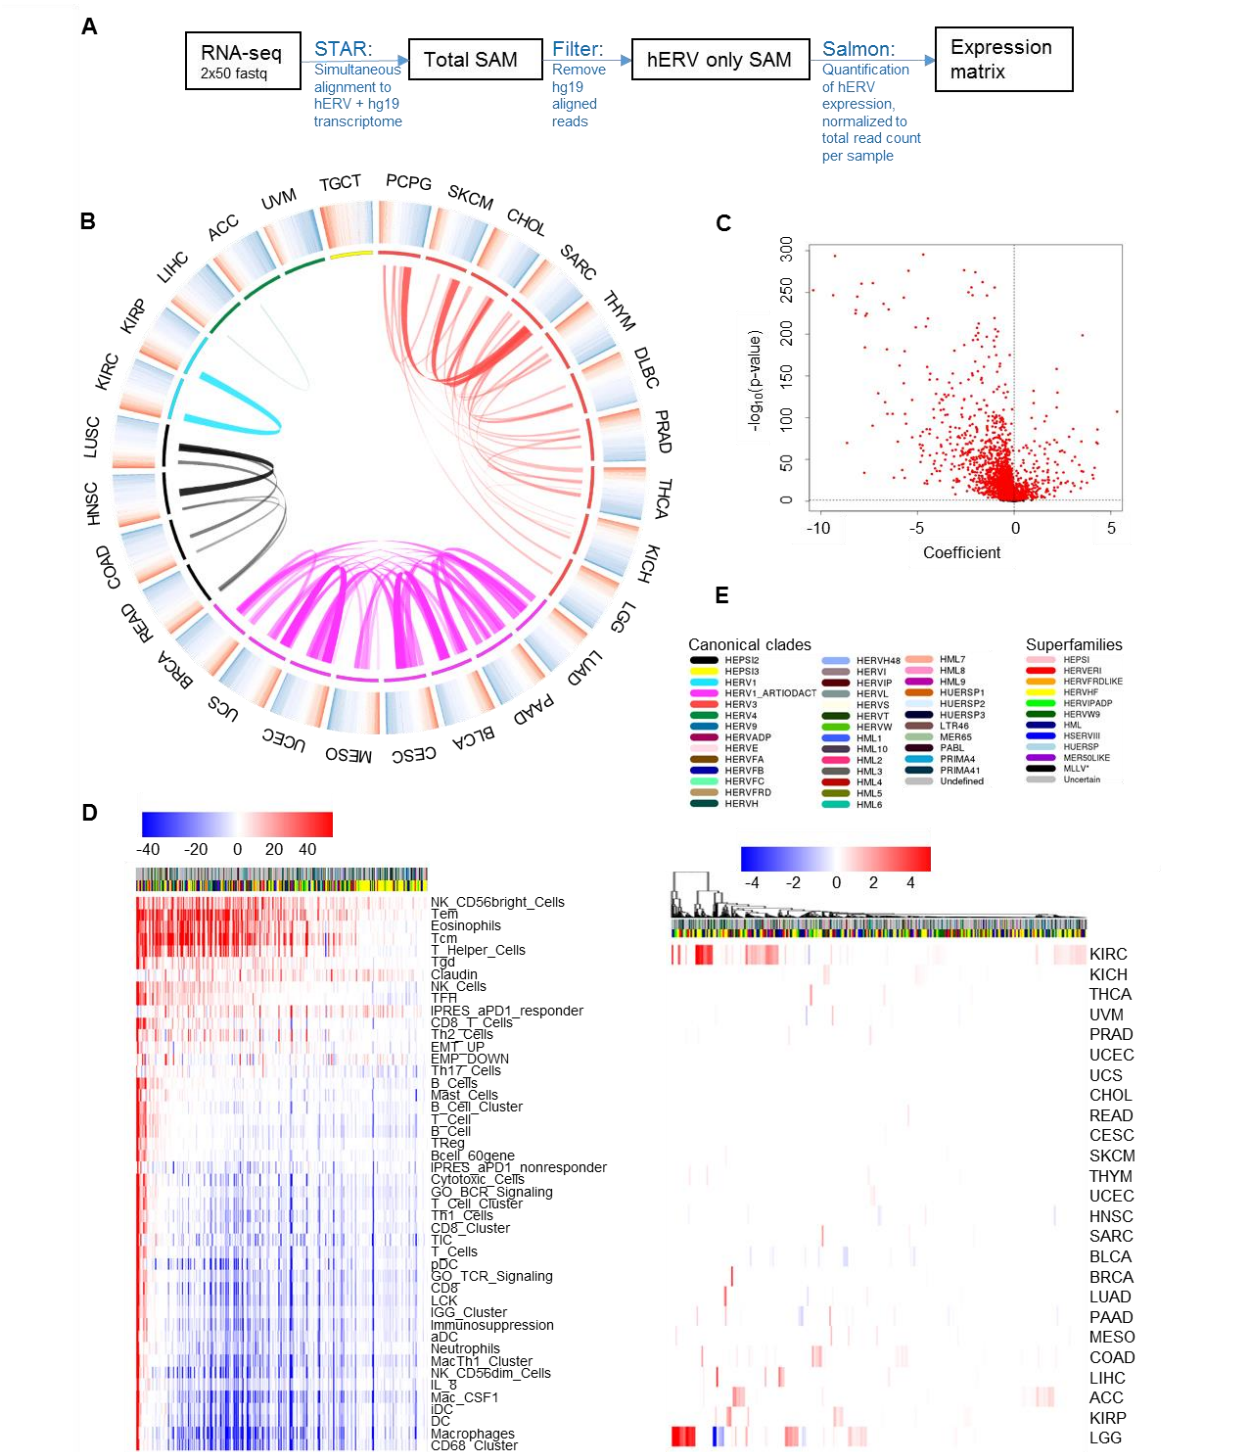 A
RNA-seq
2x50 fastq
STAR:
Simultaneous
alignment to
hERV + hg19
transcriptome
Total SAM
Filter:
Remove
hg19
aligned
reads
hERV only SAM
Salmon:
Quantification
of hERV
expression,
normalized to
total read count
per sample
Expression
matrix
B
TGCT
PCPG
SKCM
CHOL
SARC
THYM
DLBC
PRAD
THCA
KICH
LGG
LUAD
PAAD
BLCA
CESC
MESO
UCEC
UCS
BRCA
READ
COAD
HNSC
LUSC
KIRC
KIRP
LIHC
ACC
UVM
C
-log10(p-value)
300
250
200
150
100
50
0
-10
-5
0
5
Coefficient
E
Canonical clades
HEPSI2
HEPSI3
HERV1
HERV1_ARTIODACT
HERV3
HERV4
HERV9
HERVADP
HERVE
HERVFA
HERVFB
HERVFC
HERVFRD
HERVH
HERVH48
HERVI
HERVIP
HERVL
HERVS
HERVT
HERVW
HML1
HML10
HML2
HML3
HML4
HML5
HML6
HML7
HML8
HML9
HUERSP1
HUERSP2
HUERSP3
LTR46
MER65
PABL
PRIMA4
PRIMA41
Undefined
Superfamilies
HEPSI
HERVERI
HERVFRDLIKE
HERVHF
HERVIPADP
HERVW9
HML
HSERVIII
HUERSP
MER50LIKE
MLLV*
Uncertain
D
-40 -20 0 20 40
NK_CD56bright_Cells
Tem
Eosinophils
Tcm
T_Helper_Cells
Tgd
Claudin
NK_Cells
TFH
IPRES_aPD1_responder
CD8_T_Cells
Th2_Cells
EMT_UP
EMP_DOWN
Th17_Cells
B_Cells
Mast_Cells
B_Cell_Cluster
T_Cell
B_Cell
TReg
Bcell_60gene
IPRES_aPD1_nonresponder
Cytotoxic_Cells
GO_BCR_Signaling
T_Cell_Cluster
Th1_Cells
CD8_Cluster
TIC
T_Cells
pDC
GO_TCR_Signaling
CD8
LCK
IGG_Cluster
Immunosuppression
aDC
Neutrophils
MacTh1_Cluster
NK_CD56dim_Cells
IL_8
Mac_CSF1
iDC
DC
Macrophages
CD68_Cluster
-4 -2 0 2 4
KIRC
KICH
THCA
UVM
PRAD
UCEC
UCS
CHOL
READ
CESC
SKCM
THYM
UCEC
HNSC
SARC
BLCA
BRCA
LUAD
PAAD
MESO
COAD
LIHC
ACC
KIRP
LGG